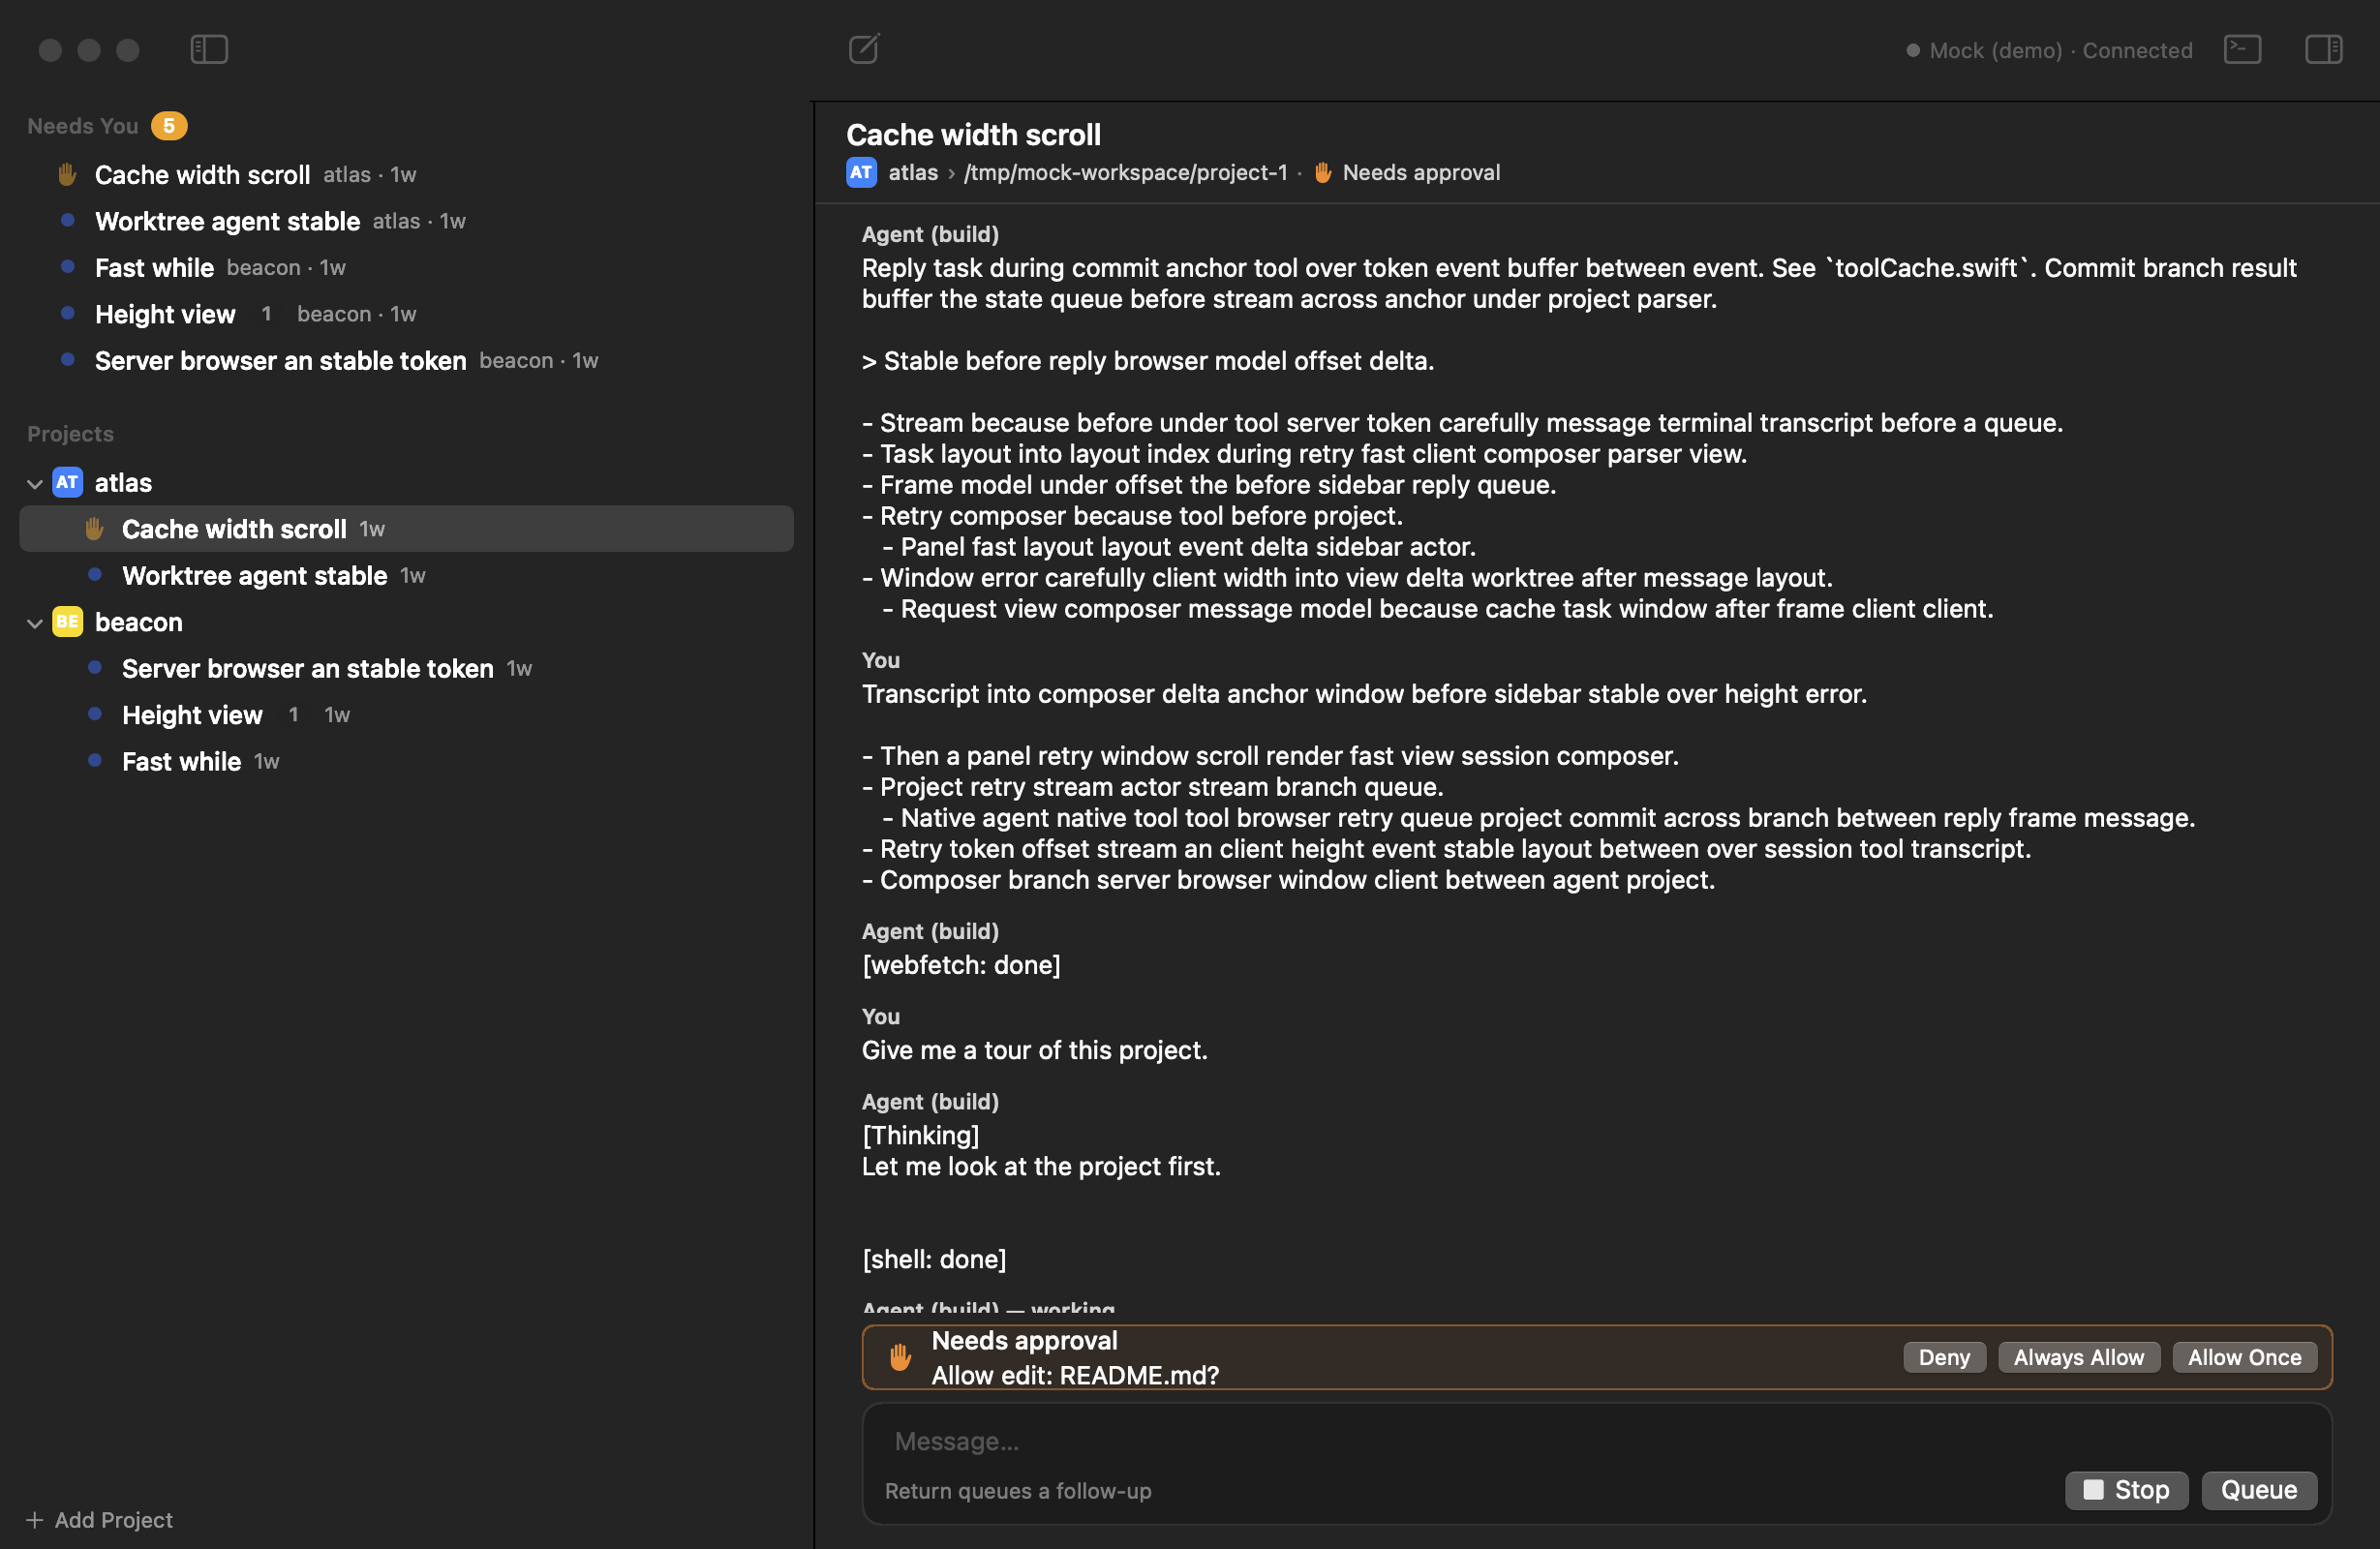 Mock (demo) · Connected
Needs You 5
Cache width scroll atlas · 1w
Worktree agent stable atlas · 1w
Fast while beacon · 1w
Height view 1 beacon · 1w
Server browser an stable token beacon · 1w
Projects
AT atlas
Cache width scroll 1w
Worktree agent stable 1w
BE beacon
Server browser an stable token 1w
Height view 1 1w
Fast while 1w
+ Add Project
Cache width scroll
AT atlas › /tmp/mock-workspace/project-1 · Needs approval
Agent (build)
Reply task during commit anchor tool over token event buffer between event. See `toolCache.swift`. Commit branch result
buffer the state queue before stream across anchor under project parser.
> Stable before reply browser model offset delta.
- Stream because before under tool server token carefully message terminal transcript before a queue.
- Task layout into layout index during retry fast client composer parser view.
- Frame model under offset the before sidebar reply queue.
- Retry composer because tool before project.
- Panel fast layout layout event delta sidebar actor.
- Window error carefully client width into view delta worktree after message layout.
- Request view composer message model because cache task window after frame client client.
You
Transcript into composer delta anchor window before sidebar stable over height error.
- Then a panel retry window scroll render fast view session composer.
- Project retry stream actor stream branch queue.
- Native agent native tool tool browser retry queue project commit across branch between reply frame message.
- Retry token offset stream an client height event stable layout between over session tool transcript.
- Composer branch server browser window client between agent project.
Agent (build)
[webfetch: done]
You
Give me a tour of this project.
Agent (build)
[Thinking]
Let me look at the project first.
[shell: done]
Agent (build) — working
Needs approval
Allow edit: README.md?
Deny
Always Allow
Allow Once
Message...
Return queues a follow-up
Stop
Queue